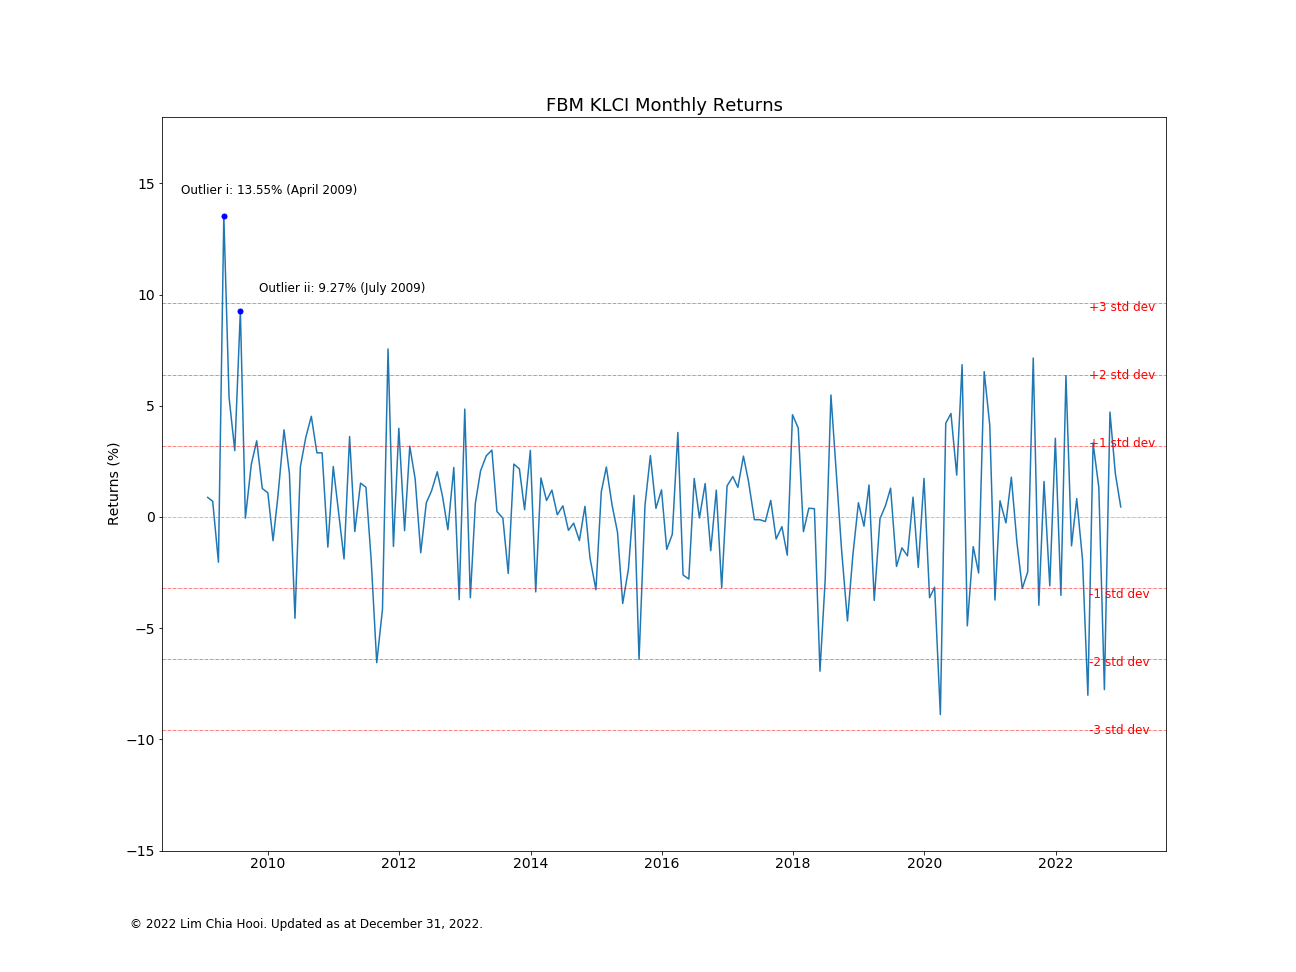 FBM KLCI Monthly Returns
15
Outlier i: 13.55% (April 2009)
Outlier ii: 9.27% (July 2009)
10
+3 std dev
+2 std dev
5
+1 std dev
Returns (%)
0
-1 std dev
−5
-2 std dev
-3 std dev
−10
−15
2010 2012 2014 2016 2018 2020 2022
© 2022 Lim Chia Hooi. Updated as at December 31, 2022.